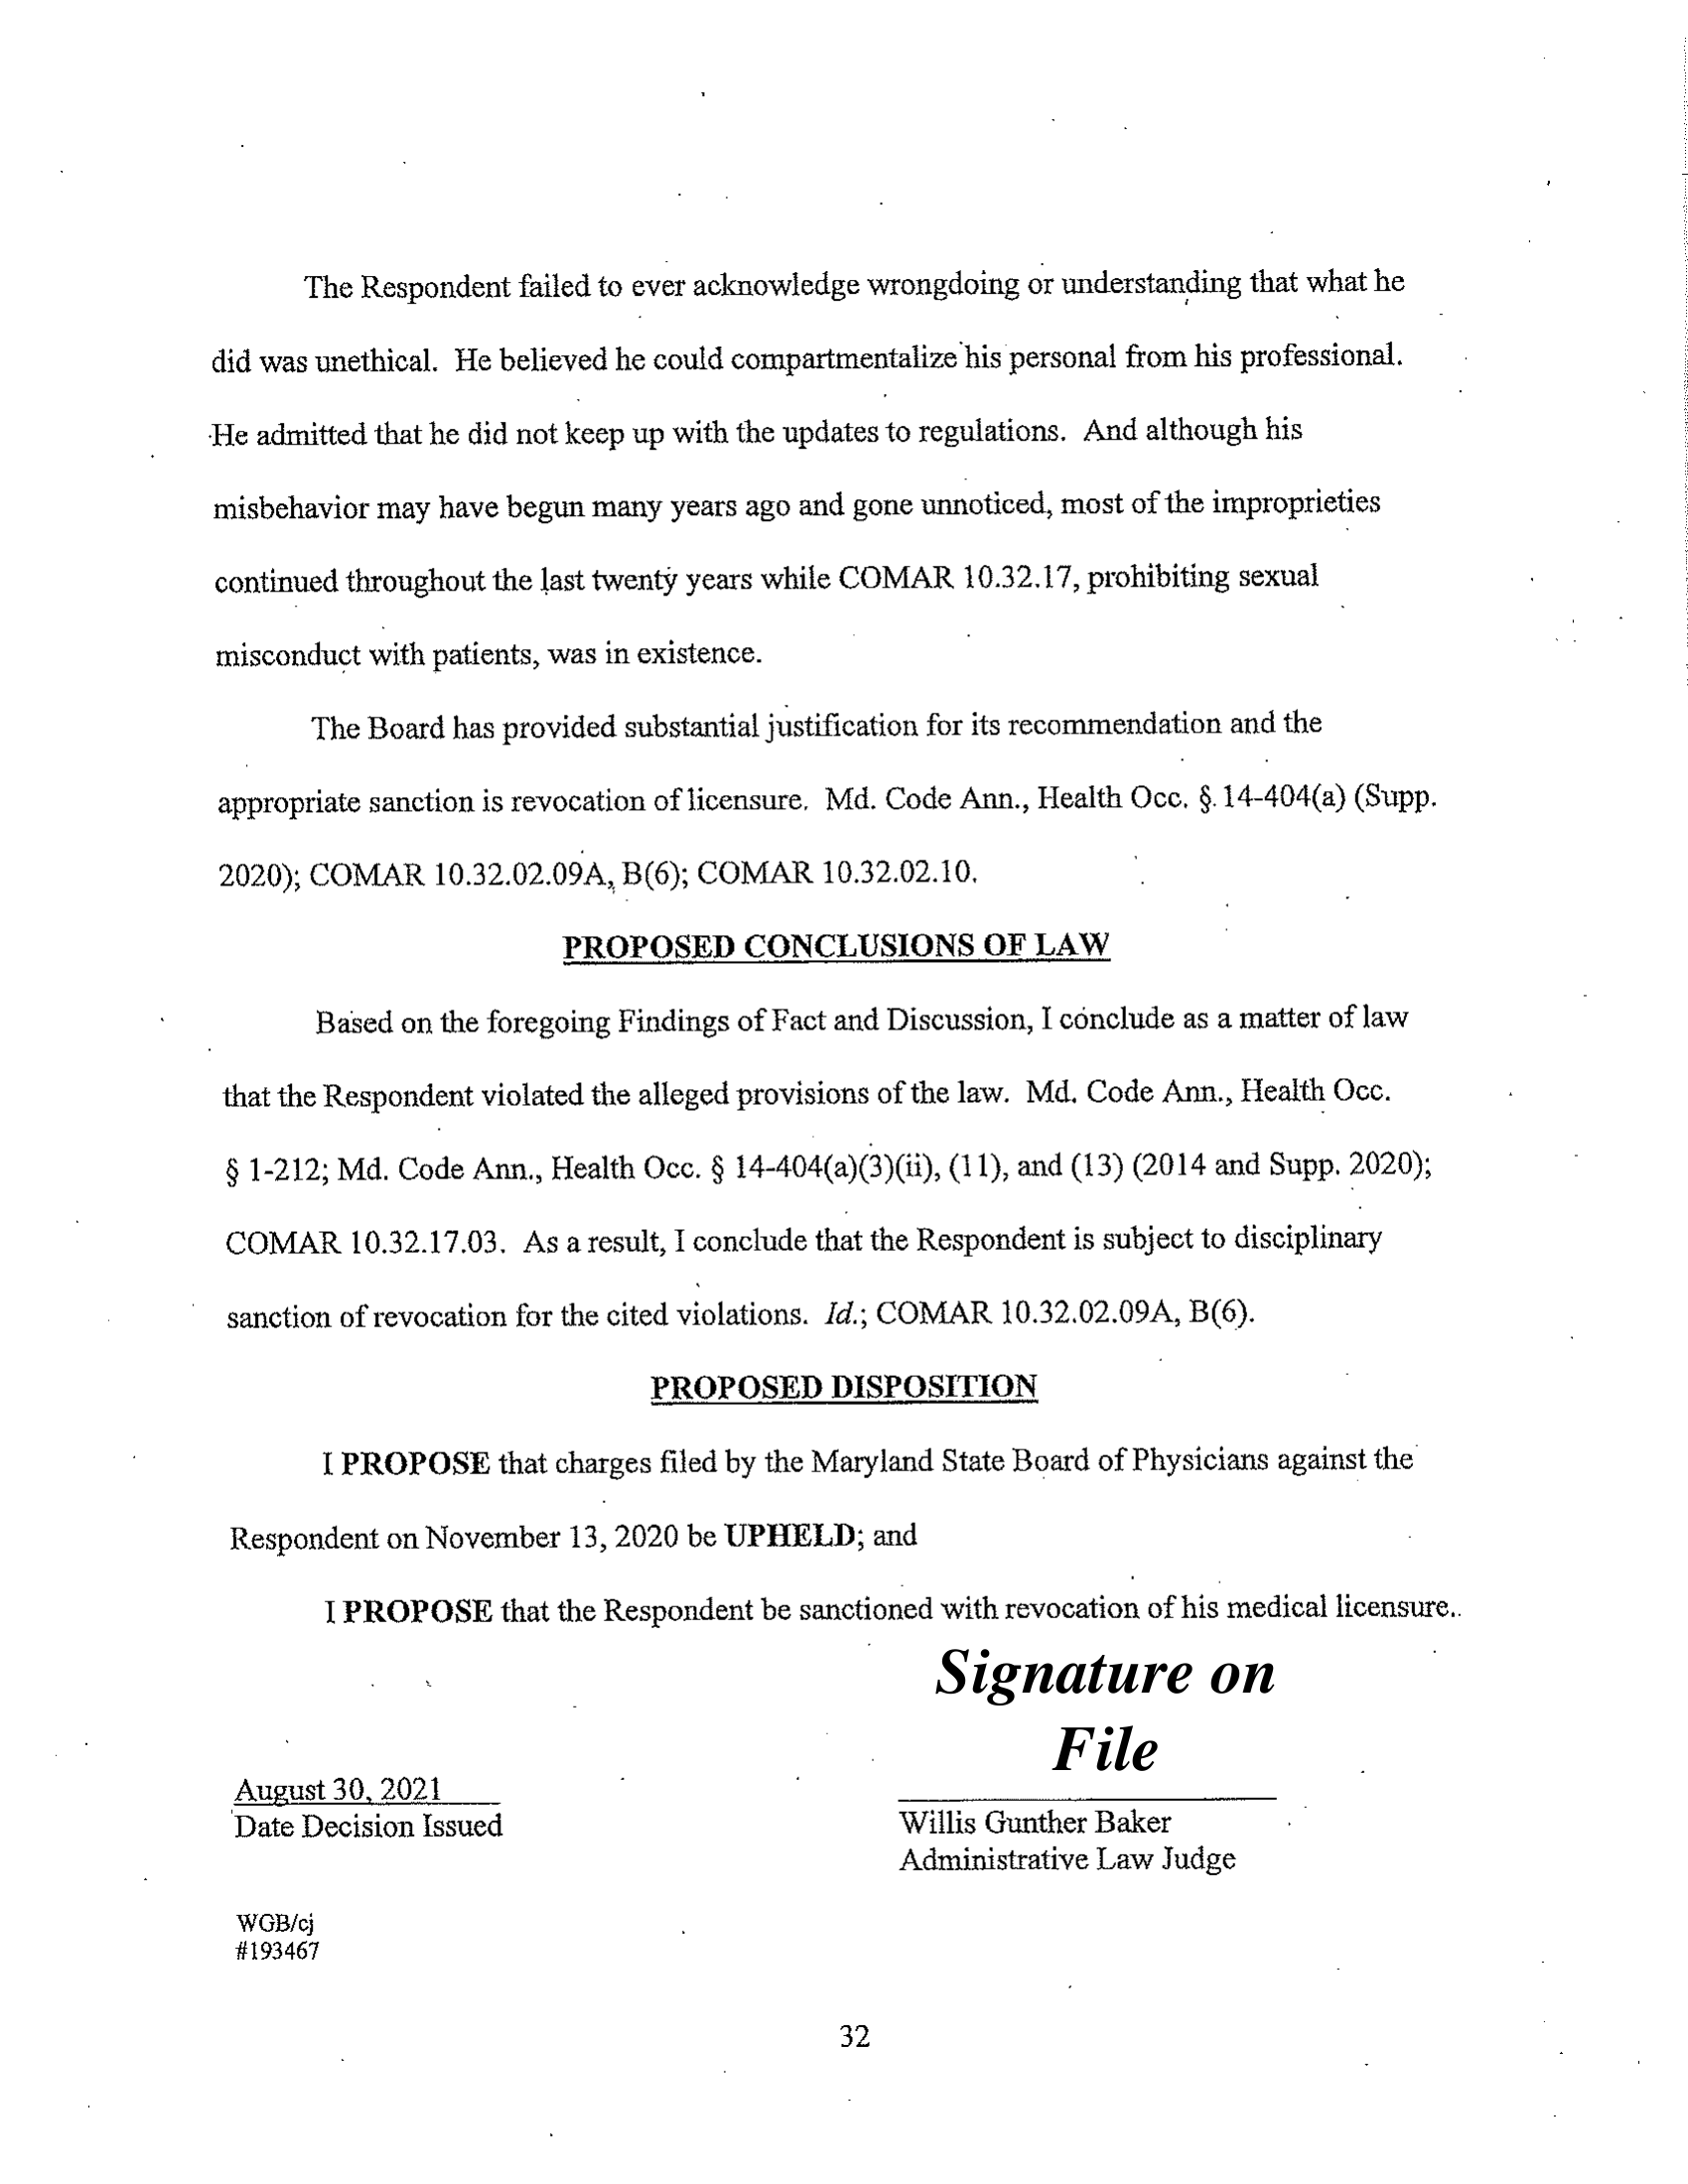 The Respondent failed to ever acknowledge wrongdoing or understanding that what he
did was unethical. He believed he could compartmentalize his personal from his professional.
He admitted that he did not keep up with the updates to regulations. And although his
misbehavior may have begun many years ago and gone unnoticed, most of the improprieties
continued throughout the last twenty years while COMAR 10.32.17, prohibiting sexual
misconduct with patients, was in existence.
The Board has provided substantial justification for its recommendation and the
appropriate sanction is revocation of licensure. Md. Code Ann., Health Occ. § 14-404(a) (Supp.
2020); COMAR 10.32.02.09A, B(6); COMAR 10.32.02.10.
PROPOSED CONCLUSIONS OF LAW
Based on the foregoing Findings of Fact and Discussion, I conclude as a matter of law
that the Respondent violated the alleged provisions of the law. Md. Code Ann., Health Occ.
§ 1-212; Md. Code Ann., Health Occ. § 14-404(a)(3)(ii), (11), and (13) (2014 and Supp. 2020);
COMAR 10.32.17.03. As a result, I conclude that the Respondent is subject to disciplinary
sanction of revocation for the cited violations. Id.; COMAR 10.32.02.09A, B(6).
PROPOSED DISPOSITION
I PROPOSE that charges filed by the Maryland State Board of Physicians against the
Respondent on November 13, 2020 be UPHELD; and
I PROPOSE that the Respondent be sanctioned with revocation of his medical licensure.
Signature on
File
August 30, 2021
Date Decision Issued
Willis Gunther Baker
Administrative Law Judge
WGB/cj
#193467
32